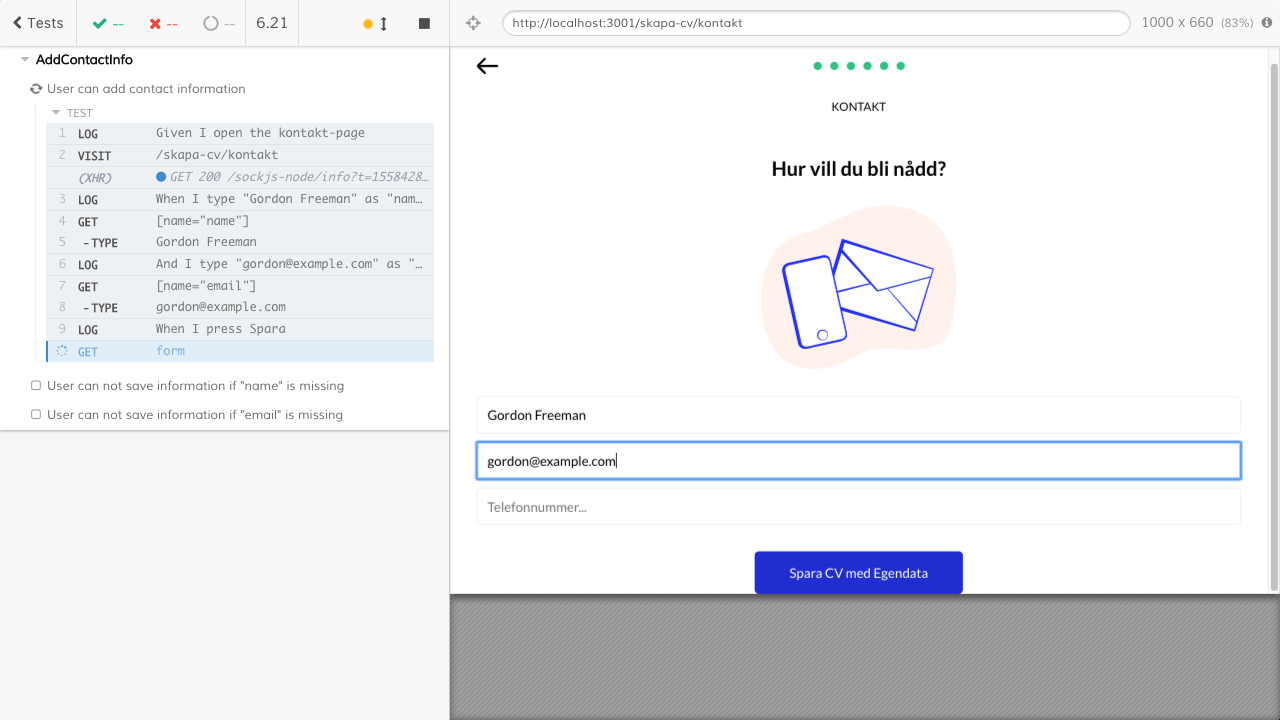 Tests
--
--
--
6.21
http://localhost:3001/skapa-cv/kontakt
1000 x 660 (83%)
AddContactInfo
User can add contact information
TEST
1 LOG Given I open the kontakt-page
2 VISIT /skapa-cv/kontakt
(XHR) GET 200 /sockjs-node/info?t=1558428…
3 LOG When I type "Gordon Freeman" as "nam…
4 GET [name="name"]
5 -TYPE Gordon Freeman
6 LOG And I type "gordon@example.com" as "…
7 GET [name="email"]
8 -TYPE gordon@example.com
9 LOG When I press Spara
GET form
User can not save information if "name" is missing
User can not save information if "email" is missing
KONTAKT
Hur vill du bli nådd?
Gordon Freeman
gordon@example.com
Telefonnummer...
Spara CV med Egendata